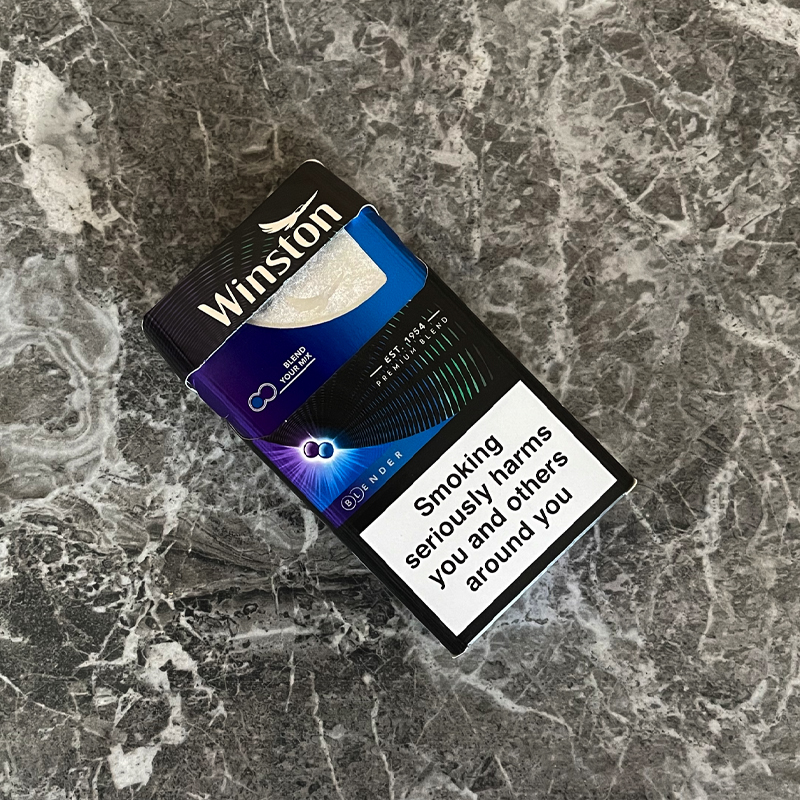 Winston
BLEND
YOUR MIX
EST. 1954
PREMIUM BLEND
BLENDER
Smoking
seriously harms
you and others
around you